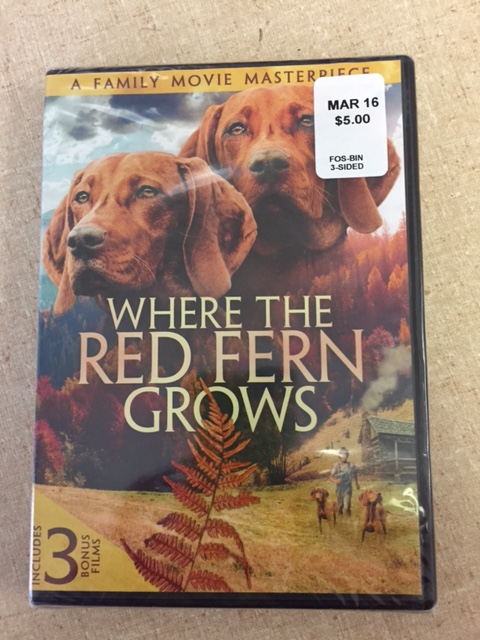 A FAMILY MOVIE MASTERPIECE
MAR 16
$5.00
FOS-BIN
3-SIDED
WHERE THE
RED FERN
GROWS
INCLUDES
3
BONUS
FILMS